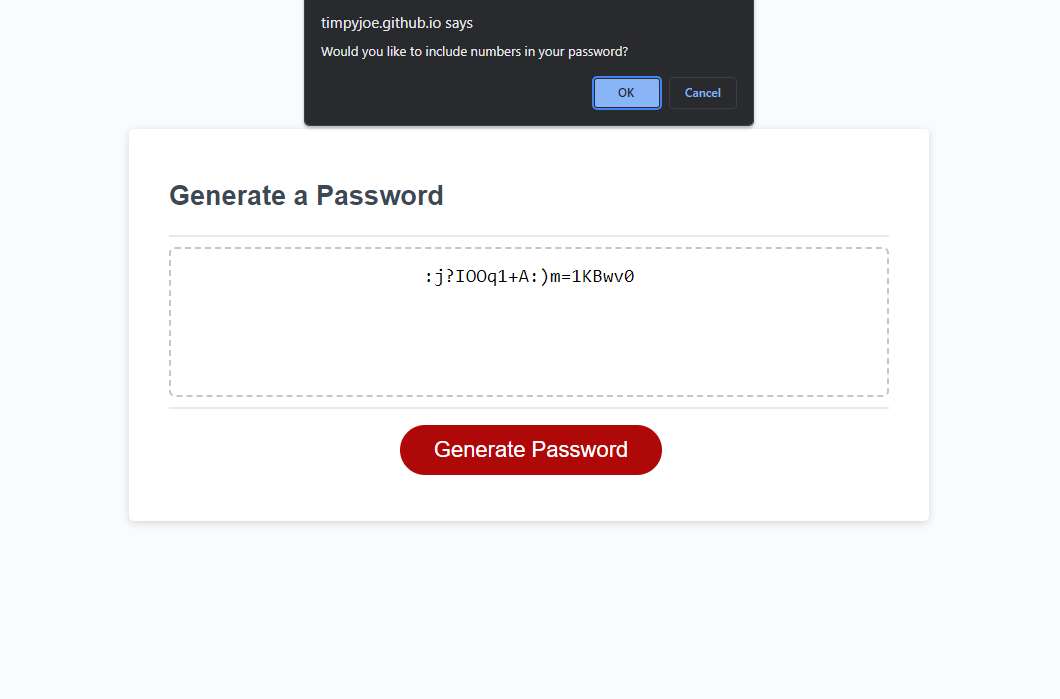 timpyjoe.github.io says
Would you like to include numbers in your password?
OK
Cancel
Generate a Password
:j?IOOq1+A:)m=1KBwv0
Generate Password